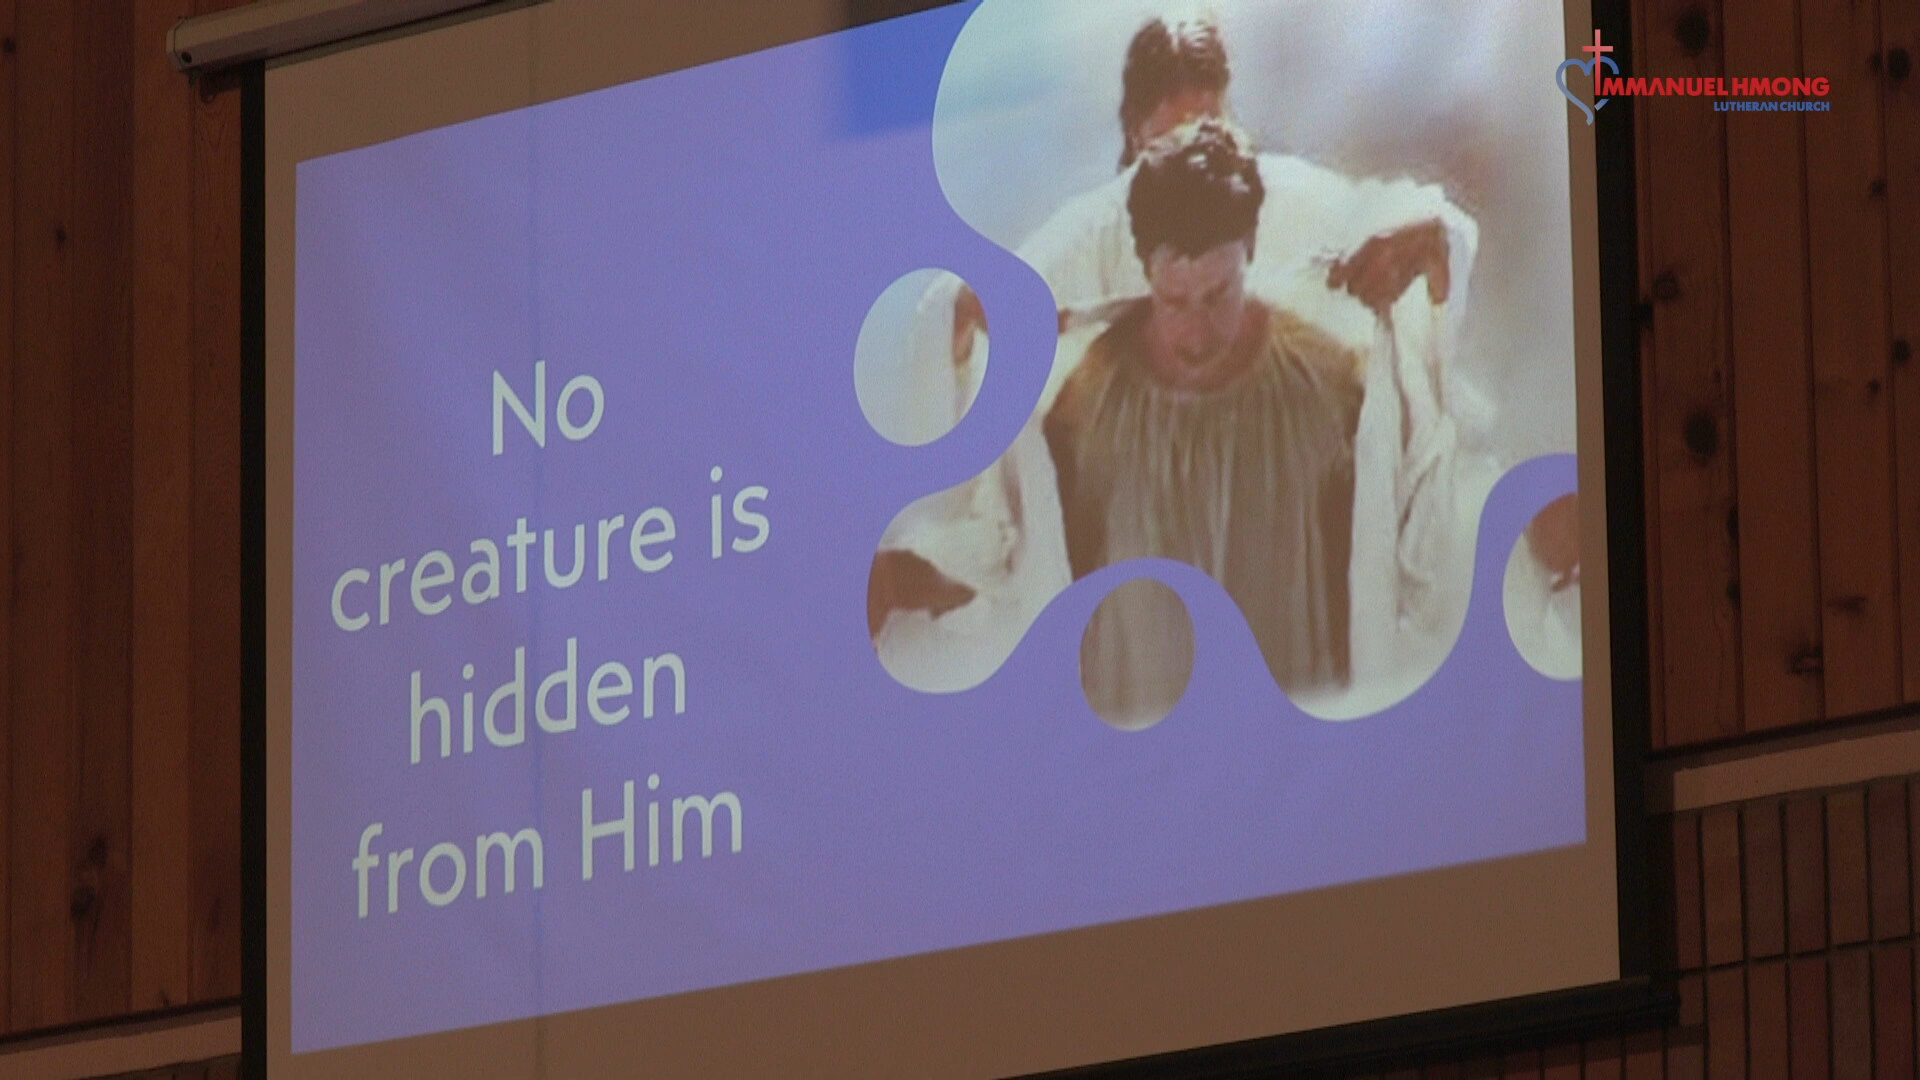 No
creature is
hidden
from Him
IMMANUEL HMONG
LUTHERAN CHURCH